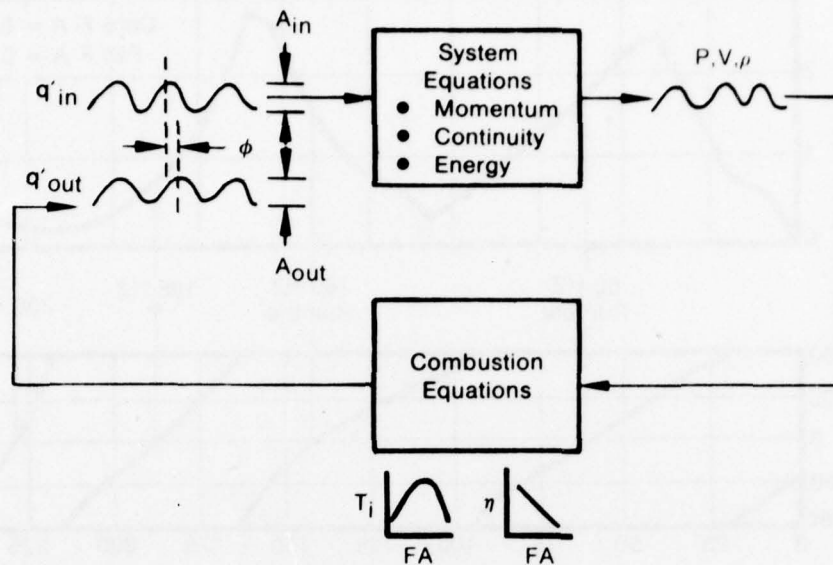 A_in
q'_in
System
Equations
● Momentum
● Continuity
● Energy
P,V,ρ
ϕ
q'_out
A_out
Combustion
Equations
T_i
FA
η
FA